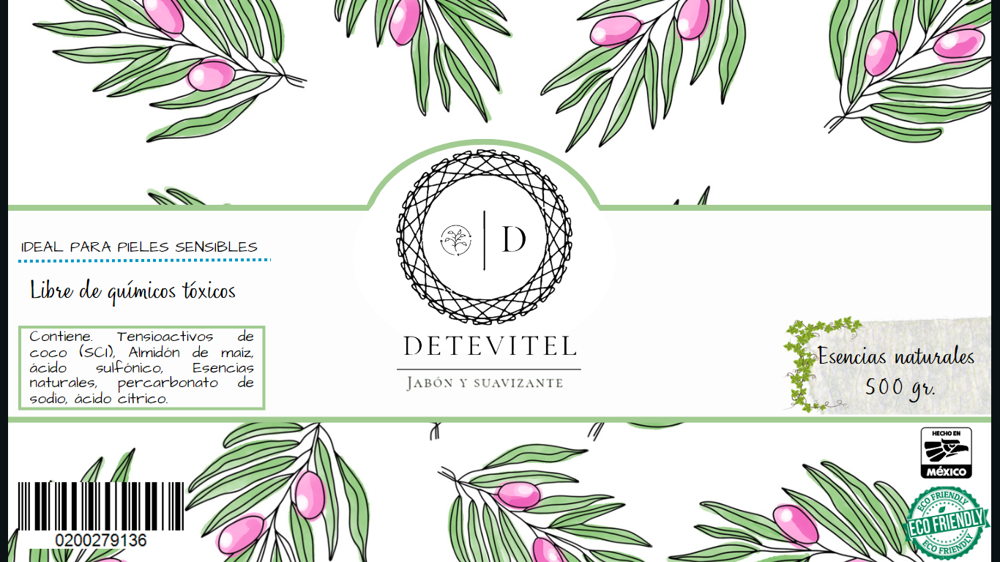 D
DETEVITEL
JABÓN Y SUAVIZANTE
IDEAL PARA PIELES SENSIBLES
Libre de químicos tóxicos
Contiene. Tensioactivos de
coco (SCI), Almidón de maíz,
ácido sulfónico, Esencias
naturales, percarbonato de
sodio, ácido cítrico.
Esencias naturales
500 gr.
0200279136
HECHO EN
MÉXICO
ECO FRIENDLY
ECO FRIENDLY
ECO FRIENDLY